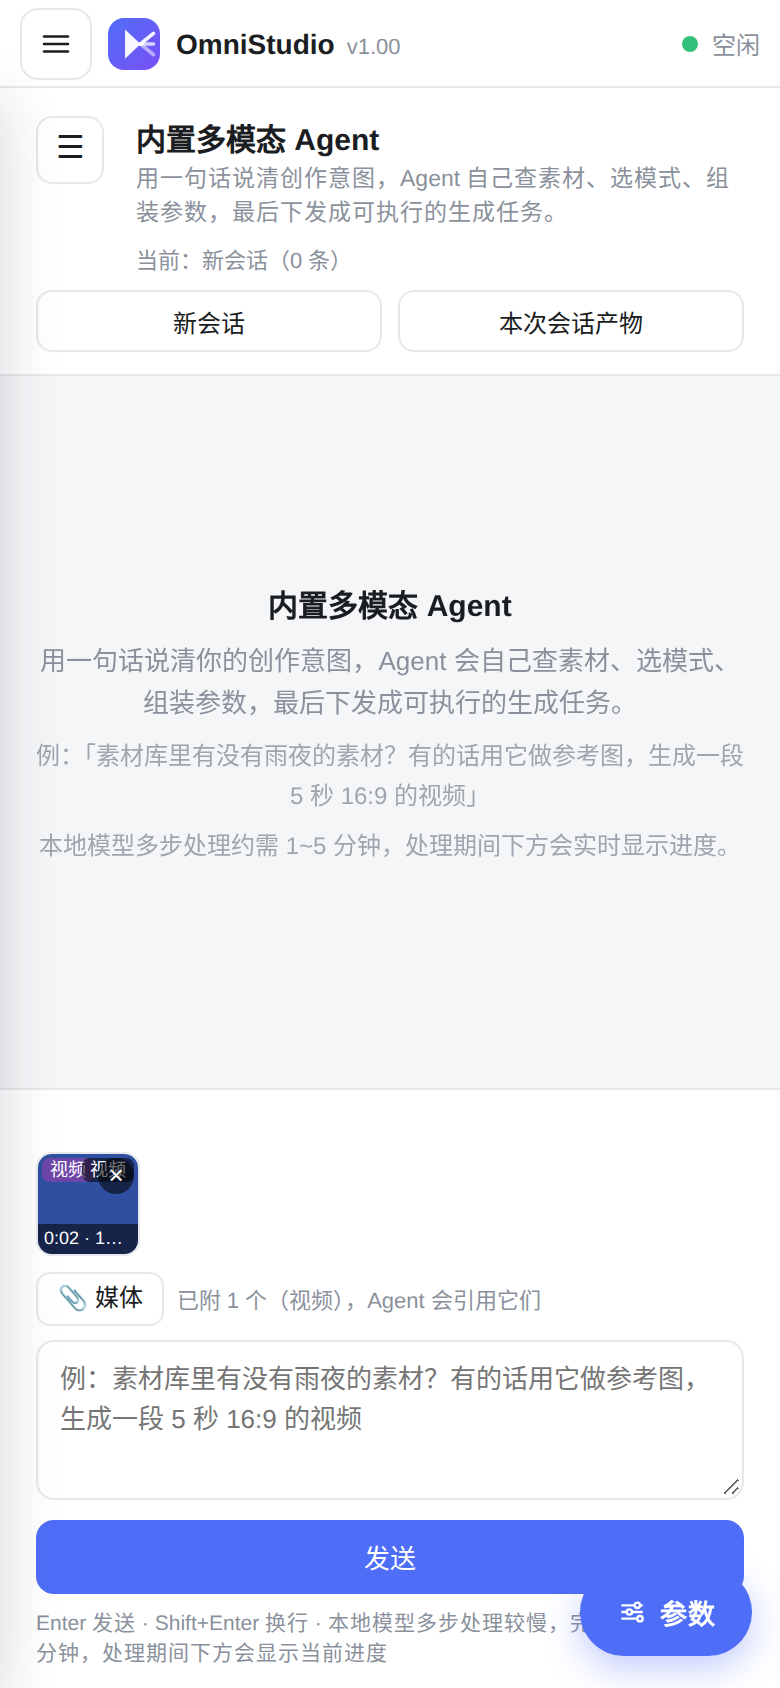 OmniStudio v1.00
空闲
内置多模态 Agent
用一句话说清创作意图，Agent 自己查素材、选模式、组
装参数，最后下发成可执行的生成任务。
当前：新会话（0 条）
新会话
本次会话产物
内置多模态 Agent
用一句话说清你的创作意图，Agent 会自己查素材、选模式、
组装参数，最后下发成可执行的生成任务。
例：「素材库里有没有雨夜的素材？有的话用它做参考图，生成一段
5 秒 16:9 的视频」
本地模型多步处理约需 1~5 分钟，处理期间下方会实时显示进度。
视频 视频
0:02 · 1…
媒体 已附 1 个（视频），Agent 会引用它们
例：素材库里有没有雨夜的素材？有的话用它做参考图，
生成一段 5 秒 16:9 的视频
发送
Enter 发送 · Shift+Enter 换行 · 本地模型多步处理较慢，
分钟，处理期间下方会显示当前进度
参数